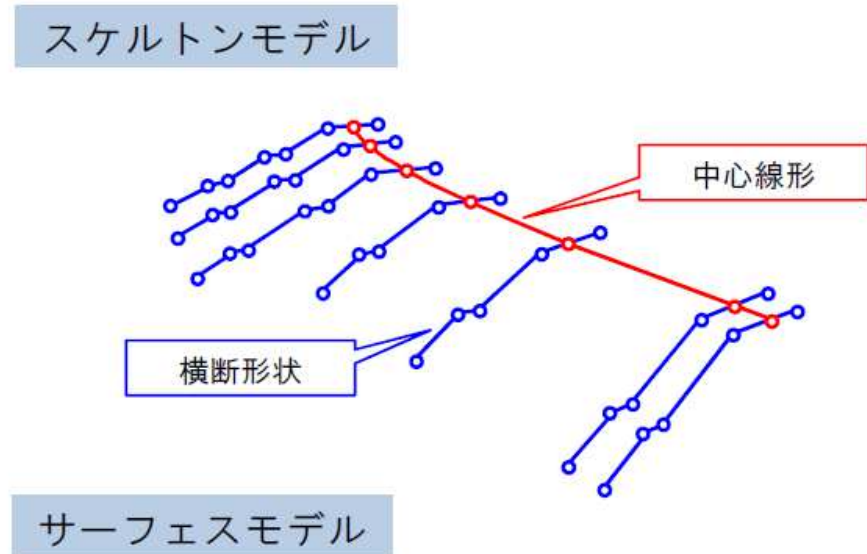 スケルトンモデル
中心線形
横断形状
サーフェスモデル